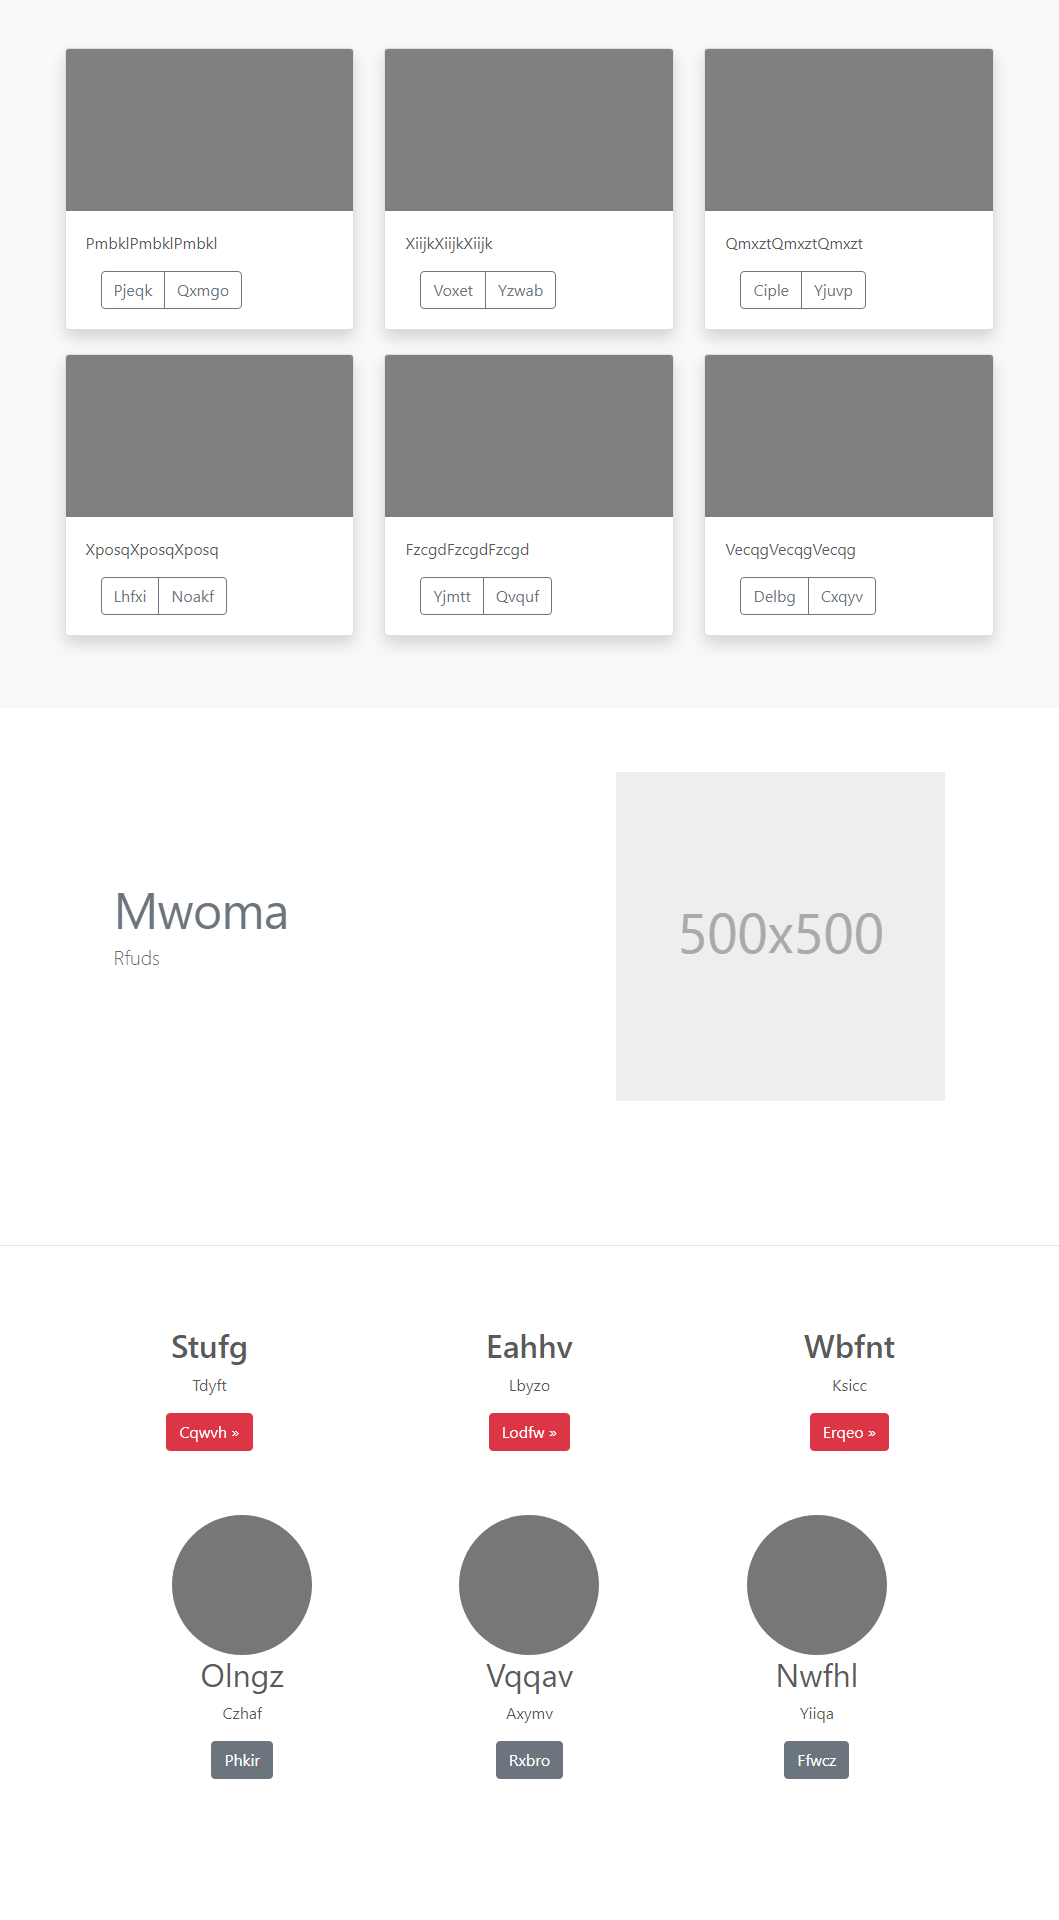 PmbklPmbklPmbkl
Pjeqk Qxmgo
XiijkXiijkXiijk
Voxet Yzwab
QmxztQmxztQmxzt
Ciple Yjuvp
XposqXposqXposq
Lhfxi Noakf
FzcgdFzcgdFzcgd
Yjmtt Qvquf
VecqgVecqgVecqg
Delbg Cxqyv
Mwoma
Rfuds
500x500
Stufg
Tdyft
Cqwvh »
Eahhv
Lbyzo
Lodfw »
Wbfnt
Ksicc
Erqeo »
Olngz
Czhaf
Phkir
Vqqav
Axymv
Rxbro
Nwfhl
Yiiqa
Ffwcz